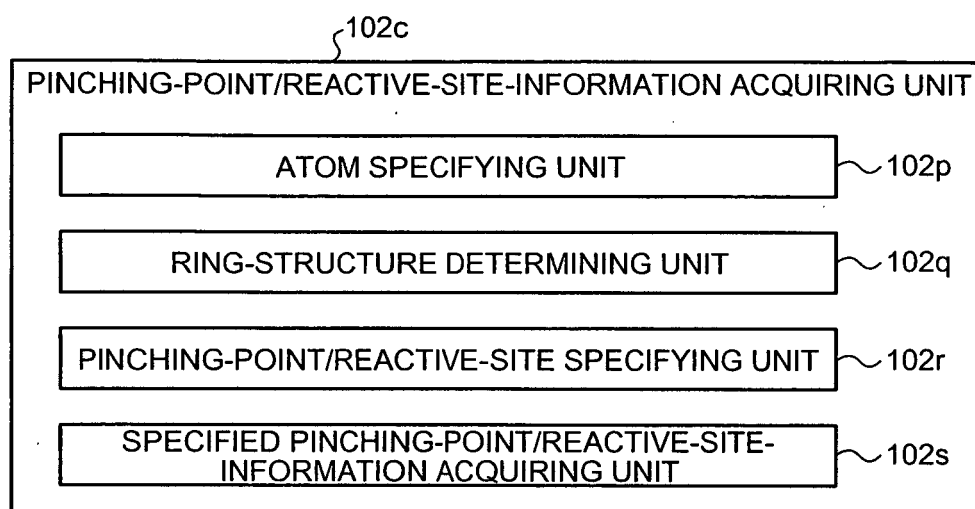 102c
PINCHING-POINT/REACTIVE-SITE-INFORMATION ACQUIRING UNIT
ATOM SPECIFYING UNIT
102p
RING-STRUCTURE DETERMINING UNIT
102q
PINCHING-POINT/REACTIVE-SITE SPECIFYING UNIT
102r
SPECIFIED PINCHING-POINT/REACTIVE-SITE-
INFORMATION ACQUIRING UNIT
102s